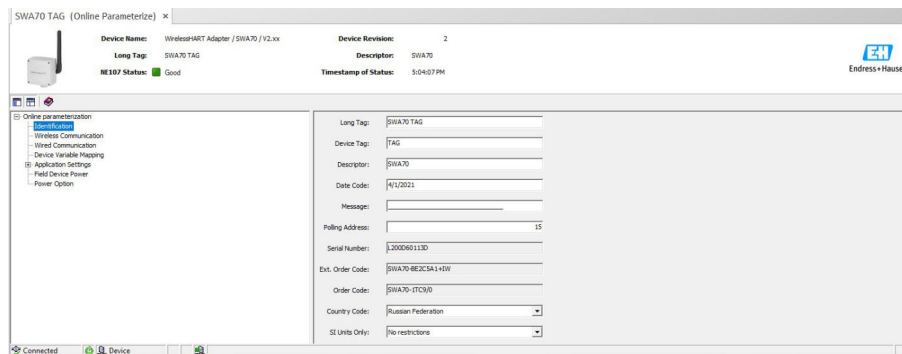 SWA70 TAG (Online Parameterize) ×
Device Name: WirelessHART Adapter / SWA70 / V2.xx Device Revision: 2
Long Tag: SWA70 TAG Descriptor: SWA70
NE107 Status: Good Timestamp of Status: 5:04:07 PM
EH
Endress+Hause
Online parameterization
Identification
Wireless Communication
Wired Communication
Device Variable Mapping
Application Settings
Field Device Power
Power Option
Long Tag: SWA70 TAG
Device Tag: TAG
Descriptor: SWA70
Date Code: 4/1/2021
Message:
Polling Address: 15
Serial Number: L200D60113D
Ext. Order Code: SWA70-BE2C5A1+IW
Order Code: SWA70-1TC9/0
Country Code: Russian Federation
SI Units Only: No restrictions
Connected Device